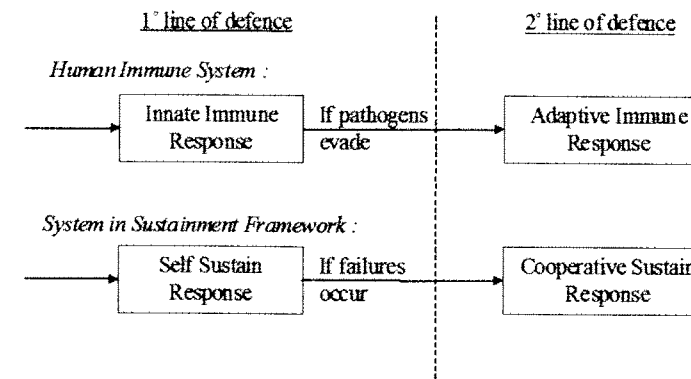 1° line of defence
2° line of defence
Human Immune System :
Innate Immune
Response
If pathogens
evade
Adaptive Immune
Response
System in Sustainment Framework :
Self Sustain
Response
If failures
occur
Cooperative Sustain
Response